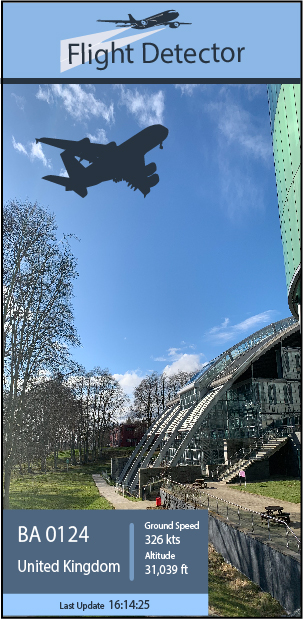 Flight Detector
BA 0124
United Kingdom
Ground Speed
326 kts
Altitude
31,039 ft
Last Update 16:14:25